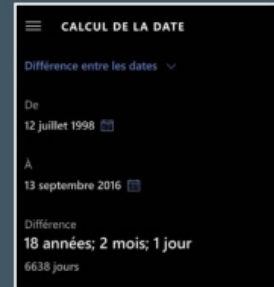 CALCUL DE LA DATE
Différence entre les dates
De
12 juillet 1998
À
13 septembre 2016
Différence
18 années; 2 mois; 1 jour
6638 jours